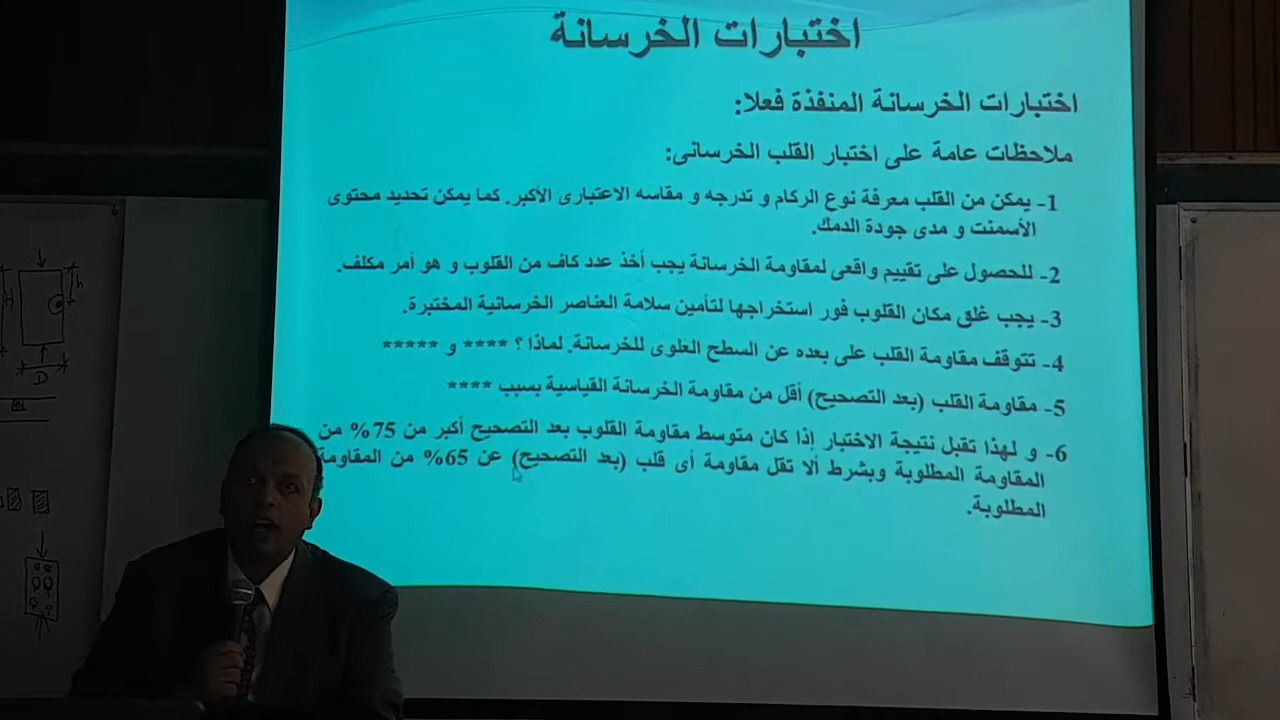 اختبارات الخرسانة
اختبارات الخرسانة المنفذة فعلا:
ملاحظات عامة على اختبار القلب الخرسانى:
1- يمكن من القلب معرفة نوع الركام و تدرجه و مقاسه الاعتبارى الأكبر. كما يمكن تحديد محتوى
الأسمنت و مدى جودة الدمك.
2- للحصول على تقييم واقعى لمقاومة الخرسانة يجب أخذ عدد كاف من القلوب و هو أمر مكلف.
3- يجب غلق مكان القلوب فور استخراجها لتأمين سلامة العناصر الخرسانية المختبرة.
4- تتوقف مقاومة القلب على بعده عن السطح العلوى للخرسانة. لماذا ؟ **** و *****
5- مقاومة القلب (بعد التصحيح) أقل من مقاومة الخرسانة القياسية بسبب ****
6- و لهذا تقبل نتيجة الاختبار إذا كان متوسط مقاومة القلوب بعد التصحيح أكبر من 75% من
المقاومة المطلوبة وبشرط ألا تقل مقاومة أى قلب (بعد التصحيح) عن 65% من المقاومة
المطلوبة.
h
H
D